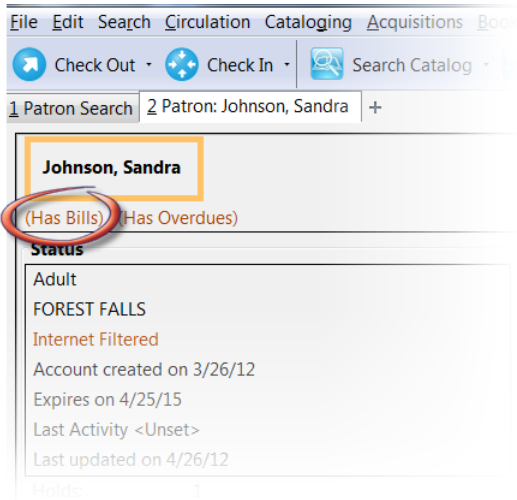 File Edit Search Circulation Cataloging Acquisitions Boo
Check Out Check In Search Catalog
1 Patron Search 2 Patron: Johnson, Sandra +
Johnson, Sandra
(Has Bills) (Has Overdues)
Status
Adult
FOREST FALLS
Internet Filtered
Account created on 3/26/12
Expires on 4/25/15
Last Activity <Unset>
Last updated on 4/26/12
Holds: 1